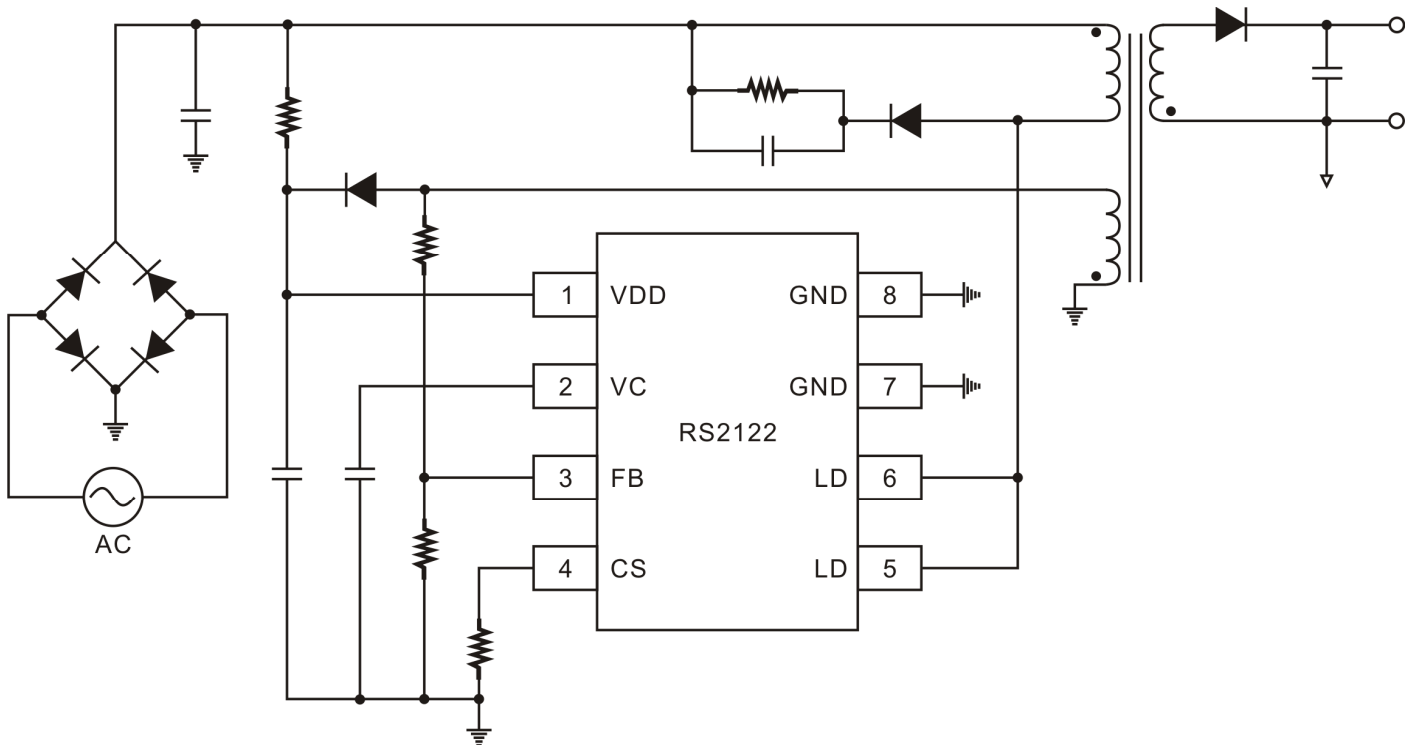 1 VDD
2 VC
3 FB
4 CS
GND 8
GND 7
LD 6
LD 5
RS2122
AC